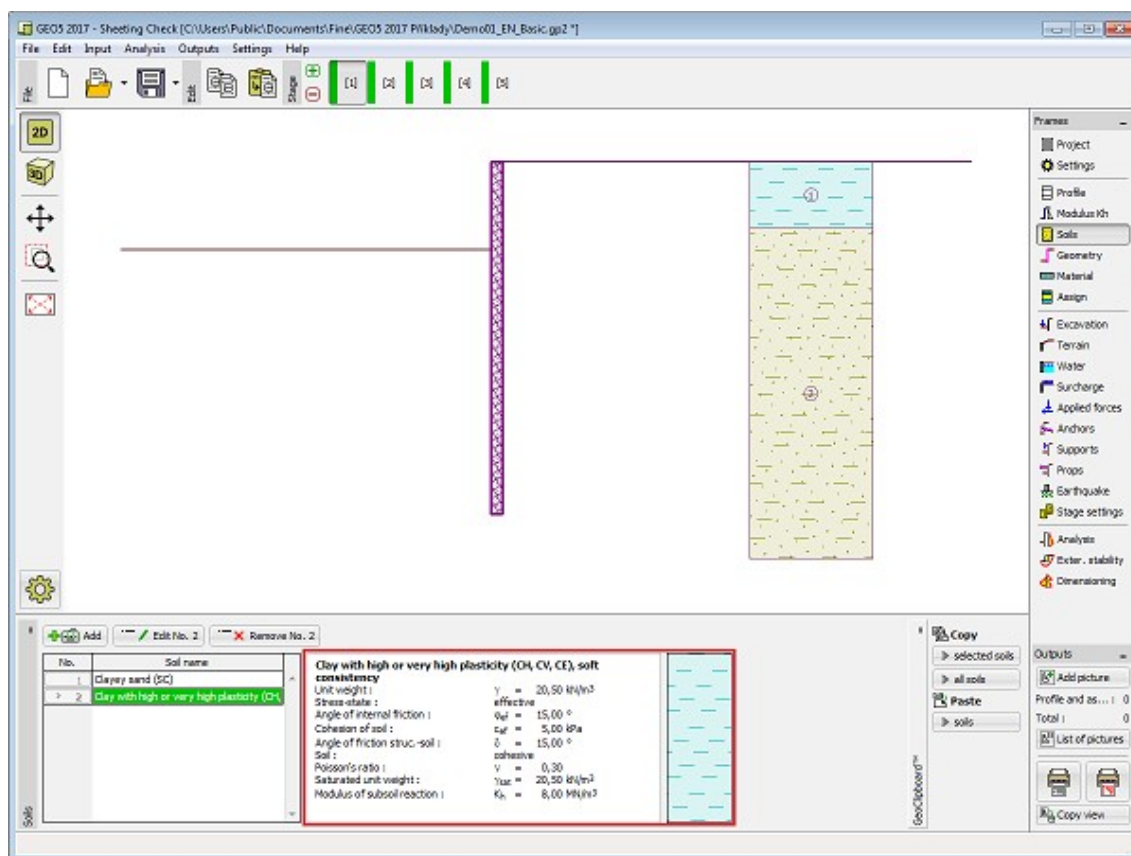 GEO5 2017 - Sheeting Check [C:\Users\Public\Documents\Fine\GEO5 2017 Příklady\Demo01_EN_Basic.gp2 *]
File Edit Input Analysis Outputs Settings Help
File Edit Stage [1] [2] [3] [4] [5]
2D
3D
1
2
Frames
Project
Settings
Profile
Modulus Kh
Soils
Geometry
Material
Assign
Excavation
Terrain
Water
Surcharge
Applied forces
Anchors
Supports
Props
Earthquake
Stage settings
Analysis
Exter. stability
Dimensioning
Add Edit No. 2 Remove No. 2
No. Soil name
1 Clayey sand (SC)
2 Clay with high or very high plasticity (CH,
Soils
Clay with high or very high plasticity (CH, CV, CE), soft
consistency
Unit weight : γ = 20,50 kN/m³
Stress-state : effective
Angle of internal friction : φef = 15,00 °
Cohesion of soil : cef = 5,00 kPa
Angle of friction struc.-soil : δ = 15,00 °
Soil : cohesive
Poisson's ratio : ν = 0,30
Saturated unit weight : γsat = 20,50 kN/m³
Modulus of subsoil reaction : Kh = 8,00 MN/m³
GeoClipboard™
Copy
selected soils
all soils
Paste
soils
Outputs
Add picture
Profile and as... : 0
Total : 0
List of pictures
Copy view